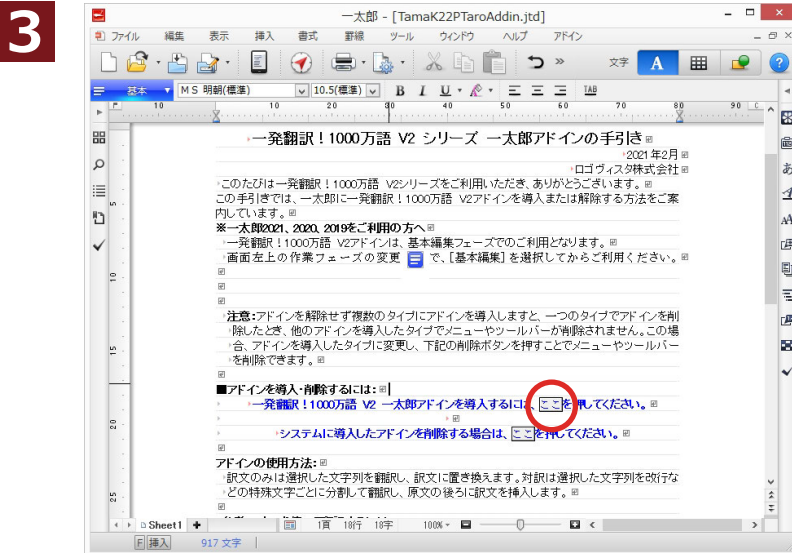 3
一太郎 - [TamaK22PTaroAddin.jtd]
ファイル 編集 表示 挿入 書式 罫線 ツール ウィンドウ ヘルプ アドイン
文字 A
基本 MS 明朝(標準) 10.5(標準) B I U TAB
10 10 20 30 40 50 60 70 80 90
一発翻訳!1000万語 V2 シリーズ 一太郎アドインの手引き
2021年2月
ロゴヴィスタ株式会社
このたびは一発翻訳!1000万語 V2シリーズをご利用いただき、ありがとうございます。
この手引きでは、一太郎に一発翻訳!1000万語 V2アドインを導入または解除する方法をご案
内しています。
※一太郎2021、2020、2019をご利用の方へ
一発翻訳!1000万語 V2アドインは、基本編集フェーズでのご利用となります。
画面左上の作業フェーズの変更 で、[基本編集]を選択してからご利用ください。
注意:アドインを解除せず複数のタイプにアドインを導入しますと、一つのタイプでアドインを削
除したとき、他のアドインを導入したタイプでメニューやツールバーが削除されません。この場
合、アドインを導入したタイプに変更し、下記の削除ボタンを押すことでメニューやツールバー
を削除できます。
■アドインを導入・削除するには:
一発翻訳!1000万語 V2 一太郎アドインを導入するには、ここを押してください。
システムに導入したアドインを削除する場合は、ここを押してください。
アドインの使用方法:
訳文のみは選択した文字列を翻訳し、訳文に置き換えます。対訳は選択した文字列を改行な
どの特殊文字ごとに分割して翻訳し、原文の後ろに訳文を挿入します。
5
10
15
20
25
Sheet1 1頁 18行 18字 100%
挿入 917 文字